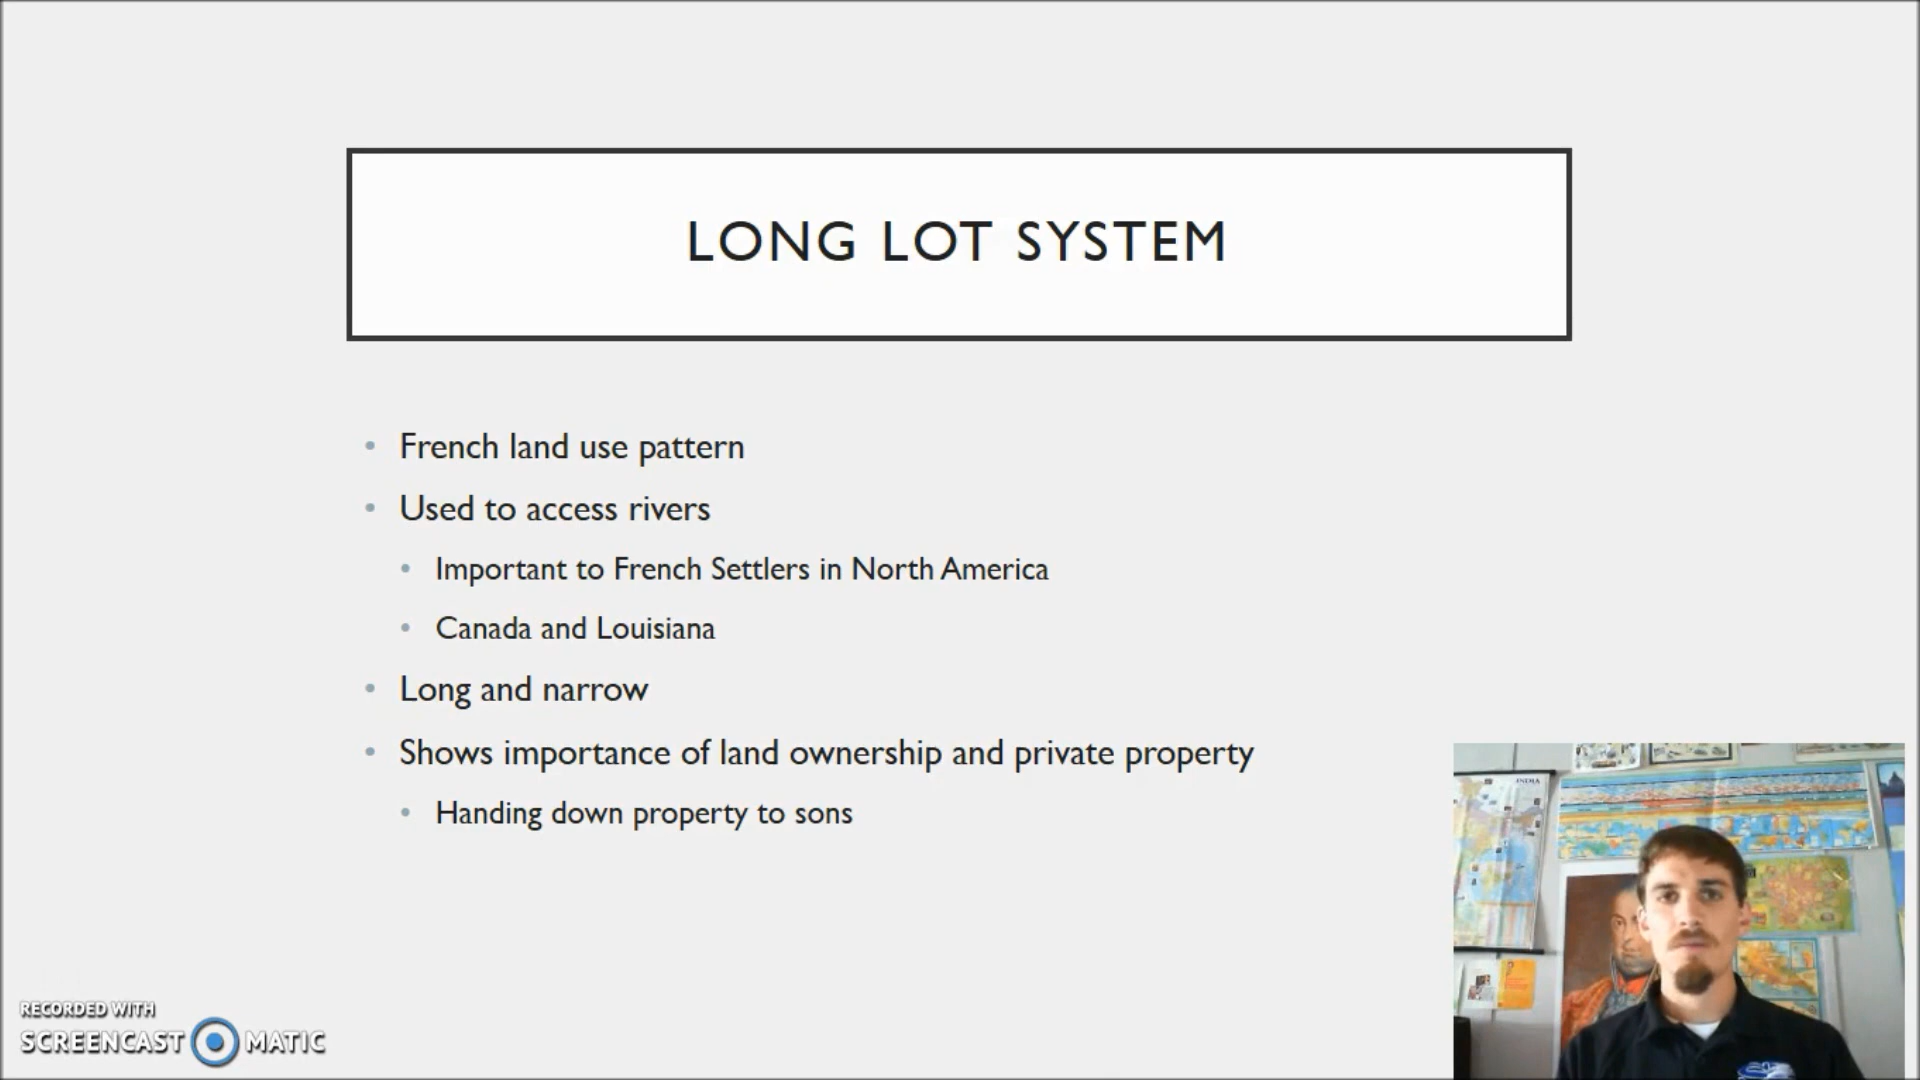 LONG LOT SYSTEM
• French land use pattern
• Used to access rivers
• Important to French Settlers in North America
• Canada and Louisiana
• Long and narrow
• Shows importance of land ownership and private property
• Handing down property to sons
INDIA
RECORDED WITH
SCREENCAST MATIC